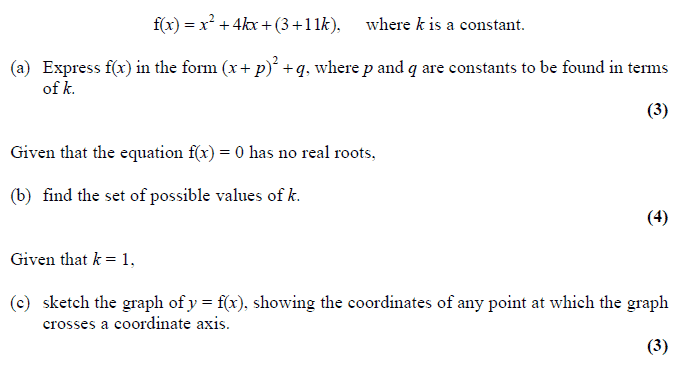 f(x) = x² + 4kx + (3 + 11k), where k is a constant.
(a) Express f(x) in the form (x + p)² + q, where p and q are constants to be found in terms
of k.
(3)
Given that the equation f(x) = 0 has no real roots,
(b) find the set of possible values of k.
(4)
Given that k = 1,
(c) sketch the graph of y = f(x), showing the coordinates of any point at which the graph
crosses a coordinate axis.
(3)